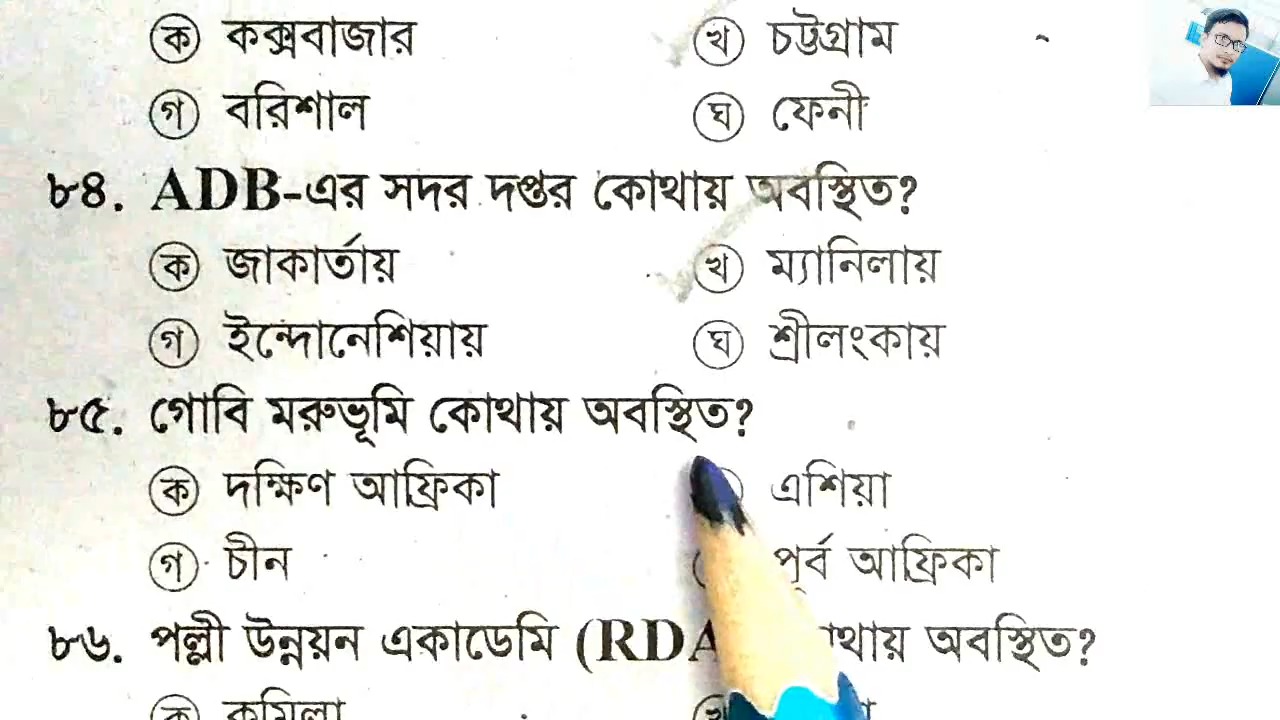 ক কক্সবাজার খ চট্টগ্রাম
গ বরিশাল ঘ ফেনী
৮৪. ADB-এর সদর দপ্তর কোথায় অবস্থিত?
ক জাকার্তায় খ ম্যানিলায়
গ ইন্দোনেশিয়ায় ঘ শ্রীলংকায়
৮৫. গোবি মরুভূমি কোথায় অবস্থিত?
ক দক্ষিণ আফ্রিকা এশিয়া
গ চীন পূর্ব আফ্রিকা
৮৬. পল্লী উন্নয়ন একাডেমি (RDA অবস্থিত?
ক কুমিল্লা খ